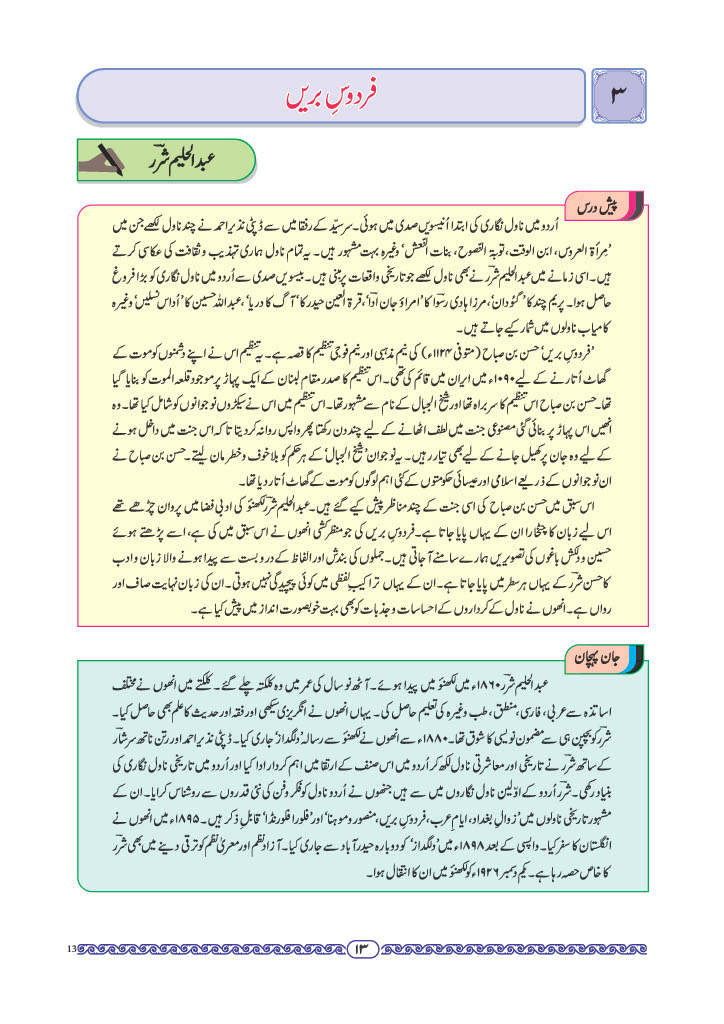 ۳
فردوسِ بریں
عبدالحلیم شررؔ
پیش درس
اُردو میں ناول نگاری کی ابتدا اُنیسویں صدی میں ہوئی۔ سرسیّد کے رفقا میں سے ڈپٹی نذیر احمد نے چند ناول لکھے جن میں
’مراۃ العروس، ابن الوقت، توبۃ النصوح، بنات النعش‘ وغیرہ بہت مشہور ہیں۔ یہ تمام ناول ہماری تہذیب و ثقافت کی عکاسی کرتے
ہیں۔ اسی زمانے میں عبدالحلیم شررؔ نے بھی ناول لکھے جو تاریخی واقعات پر مبنی ہیں۔ بیسویں صدی سے اُردو میں ناول نگاری کو بڑا فروغ
حاصل ہوا۔ پریم چند کا ’گئودان‘، مرزا ہادی رسوا کا ’امراؤ جان ادا‘، قرۃ العین حیدر کا ’آگ کا دریا‘، عبداللہ حسین کا ’اُداس نسلیں‘ وغیرہ
کامیاب ناولوں میں شمار کیے جاتے ہیں۔
’فردوسِ بریں‘ حسن بن صباح (متوفی ۱۱۲۴ء) کی نیم مذہبی اور نیم فوجی تنظیم کا قصہ ہے۔ یہ تنظیم اس نے اپنے دشمنوں کو موت کے
گھاٹ اُتارنے کے لیے ۱۰۹۰ء میں ایران میں قائم کی تھی۔ اس تنظیم کا صدر مقام لبنان کے ایک پہاڑ پر موجود قلعہ الموت کو بنایا گیا
تھا۔ حسن بن صباح اس تنظیم کا سربراہ تھا اور شیخ الجبال کے نام سے مشہور تھا۔ اس تنظیم میں اس نے سیکڑوں نوجوانوں کو شامل کیا تھا۔ وہ
انھیں اس پہاڑ پر بنائی گئی مصنوعی جنت میں لطف اٹھانے کے لیے چند دن رکھتا پھر واپس روانہ کر دیتا تاکہ اس جنت میں داخل ہونے
کے لیے وہ جان پر کھیل جانے کے لیے بھی تیار رہیں۔ یہ نوجوان ’شیخ الجبال‘ کے ہر حکم کو بلا خوف و خطر مان لیتے۔ حسن بن صباح نے
ان نوجوانوں کے ذریعے اسلامی اور عیسائی حکومتوں کے کئی اہم لوگوں کو موت کے گھاٹ اُتار دیا تھا۔
اس سبق میں حسن بن صباح کی اسی جنت کے چند مناظر پیش کیے گئے ہیں۔ عبدالحلیم شررؔ لکھنؤ کی ادبی فضا میں پروان چڑھے تھے
اس لیے زبان کا چٹخارا ان کے یہاں پایا جاتا ہے۔ فردوسِ بریں کی جو منظر کشی انھوں نے اس سبق میں کی ہے، اسے پڑھتے ہوئے
حسین و دلکش باغوں کی تصویریں ہمارے سامنے آ جاتی ہیں۔ جملوں کی بندش اور الفاظ کے در و بست سے پیدا ہونے والا زبان و ادب
کا حسن شررؔ کے یہاں ہر سطر میں پایا جاتا ہے۔ ان کے یہاں تراکیبِ لفظی میں کوئی پیچیدگی نہیں ہوتی۔ ان کی زبان نہایت صاف اور
رواں ہے۔ انھوں نے ناول کے کرداروں کے احساسات و جذبات کو بھی بہت خوبصورت انداز میں پیش کیا ہے۔
جان پہچان
عبدالحلیم شررؔ ۱۸۶۰ء میں لکھنؤ میں پیدا ہوئے۔ آٹھ نو سال کی عمر میں وہ کلکتہ چلے گئے۔ کلکتے میں انھوں نے مختلف
اساتذہ سے عربی، فارسی، منطق، طب وغیرہ کی تعلیم حاصل کی۔ یہاں انھوں نے انگریزی سیکھی اور فقہ اور حدیث کا علم بھی حاصل کیا۔
شررؔ کو بچپن ہی سے مضمون نویسی کا شوق تھا۔ ۱۸۸۰ء سے انھوں نے لکھنؤ سے رسالہ ’دلگداز‘ جاری کیا۔ ڈپٹی نذیر احمد اور رتن ناتھ سرشارؔ
کے ساتھ شررؔ نے تاریخی اور معاشرتی ناول لکھ کر اُردو میں اس صنف کے ارتقا میں اہم کردار ادا کیا اور اُردو میں تاریخی ناول نگاری کی
بنیاد رکھی۔ شررؔ اُردو کے اوّلین ناول نگاروں میں سے ہیں جنھوں نے اُردو ناول کو فکر و فن کی نئی قدروں سے روشناس کرایا۔ ان کے
مشہور تاریخی ناولوں میں ’زوالِ بغداد، ایامِ عرب، فردوسِ بریں، منصور و موہنا‘ اور ’فلورا فلورنڈا‘ قابلِ ذکر ہیں۔ ۱۸۹۵ء میں انھوں نے
انگلستان کا سفر کیا۔ واپسی کے بعد ۱۸۹۸ء میں ’دلگداز‘ کو دوبارہ حیدرآباد سے جاری کیا۔ آزاد نظم اور معریٰ نظم کو ترقی دینے میں بھی شررؔ
کا خاص حصہ رہا ہے۔ یکم دسمبر ۱۹۲۶ء کو لکھنؤ میں ان کا انتقال ہوا۔
۱۳
13